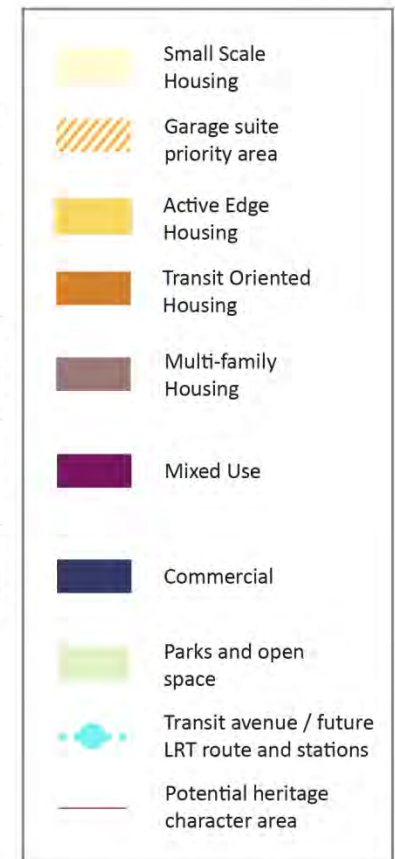 Small Scale
Housing
Garage suite
priority area
Active Edge
Housing
Transit Oriented
Housing
Multi-family
Housing
Mixed Use
Commercial
Parks and open
space
Transit avenue / future
LRT route and stations
Potential heritage
character area